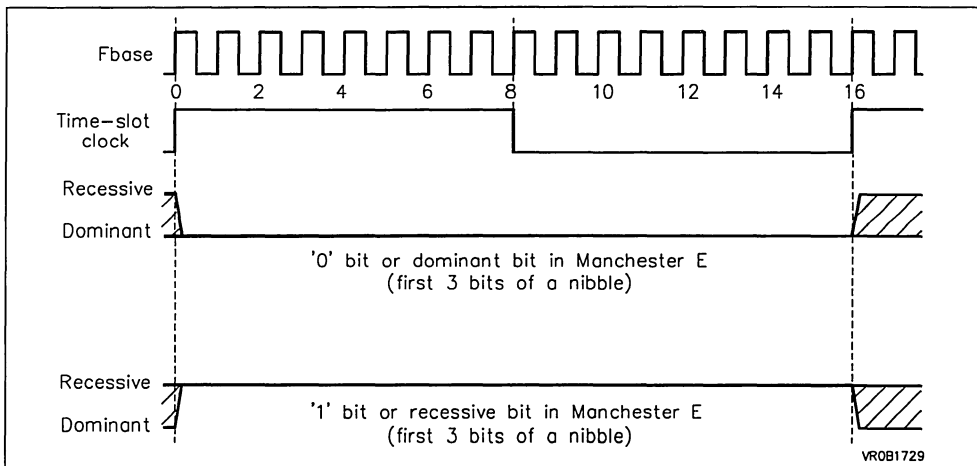 Fbase
0 2 4 6 8 10 12 14 16
Time-slot
clock
Recessive
Dominant
'0' bit or dominant bit in Manchester E
(first 3 bits of a nibble)
Recessive
Dominant
'1' bit or recessive bit in Manchester E
(first 3 bits of a nibble)
VR0B1729